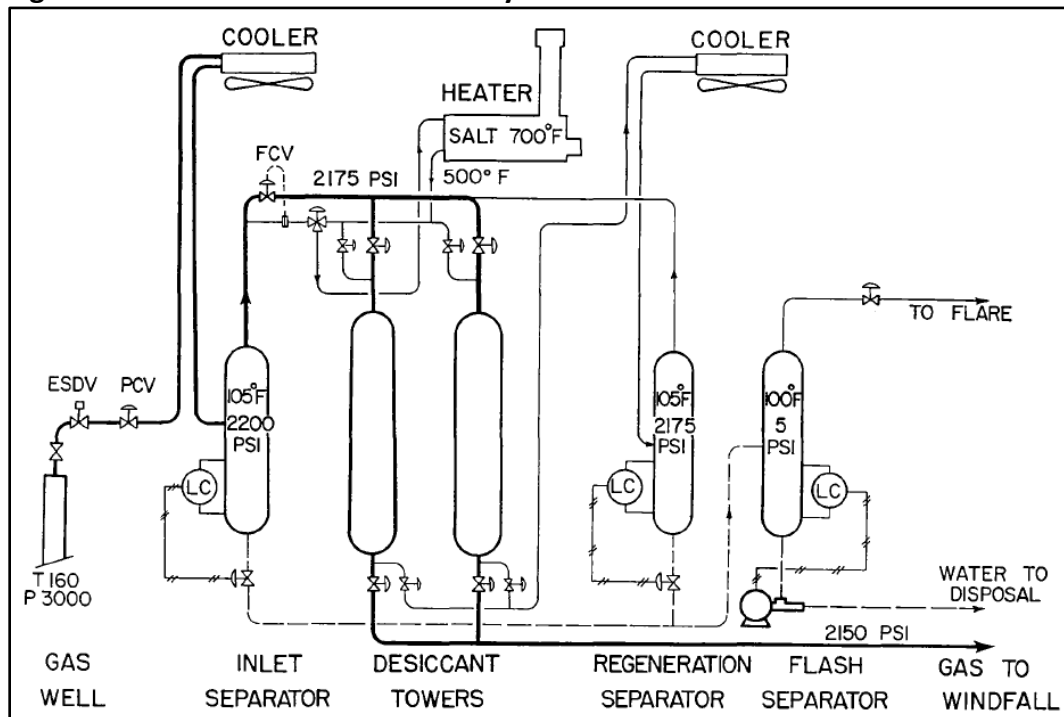 COOLER
COOLER
HEATER
SALT 700°F
FCV
2175 PSI
500°F
TO FLARE
ESDV
PCV
105°F
2200
PSI
105°F
2175
PSI
100°F
5
PSI
LC
LC
LC
T 160
P 3000
WATER TO
DISPOSAL
2150 PSI
GAS
WELL
INLET
SEPARATOR
DESICCANT
TOWERS
REGENERATION
SEPARATOR
FLASH
SEPARATOR
GAS TO
WINDFALL